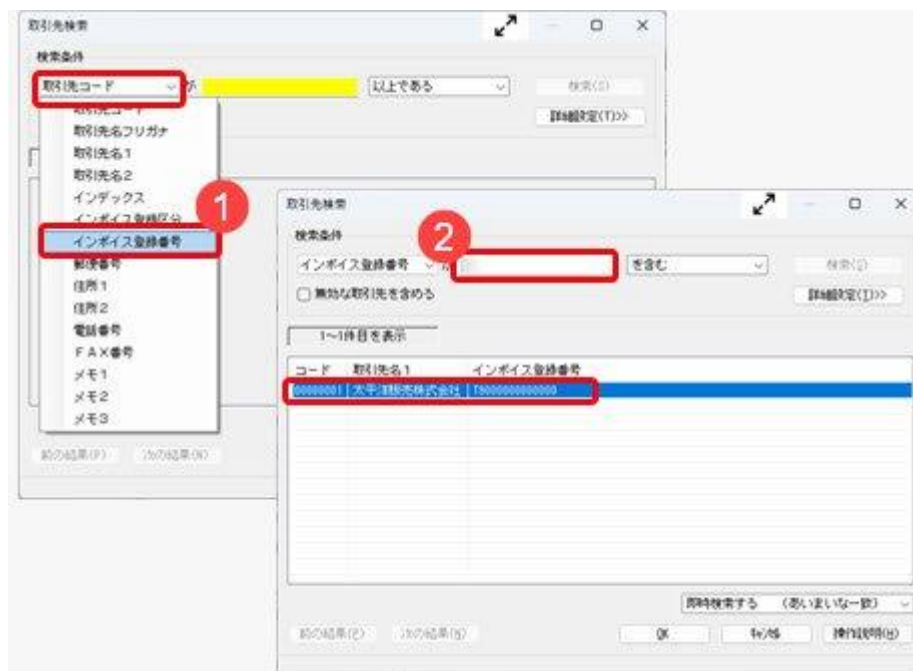 取引先検索
検索条件
取引先コード
が
以上である
検索(S)
詳細設定(T)>>
取引先コード
取引先名フリガナ
取引先名1
取引先名2
インデックス
インボイス登録区分
インボイス登録番号
郵便番号
住所1
住所2
電話番号
FAX番号
メモ1
メモ2
メモ3
前の結果(P)
次の結果(N)
1
取引先検索
検索条件
2
インボイス登録番号
が
を含む
検索(S)
無効な取引先を含める
詳細設定(T)>>
1~1件目を表示
コード 取引先名1 インボイス登録番号
00000001 太平洋販売株式会社
即時検索する (あいまいな一致)
前の結果(P)
次の結果(N)
OK
キャンセル
操作説明(H)